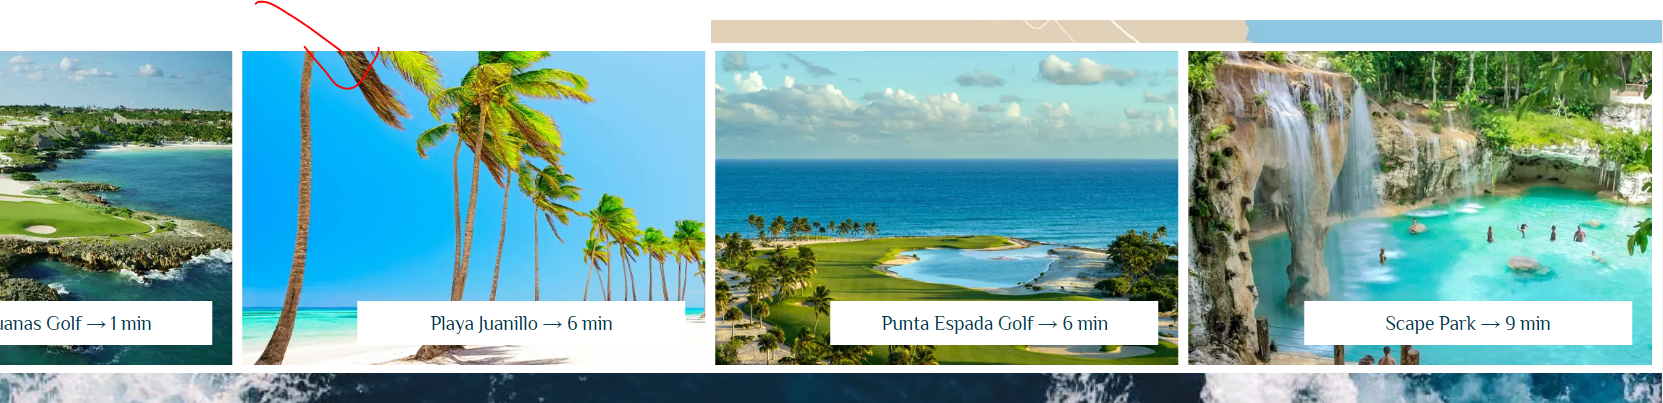 uanas Golf → 1 min
Playa Juanillo → 6 min
Punta Espada Golf → 6 min
Scape Park → 9 min